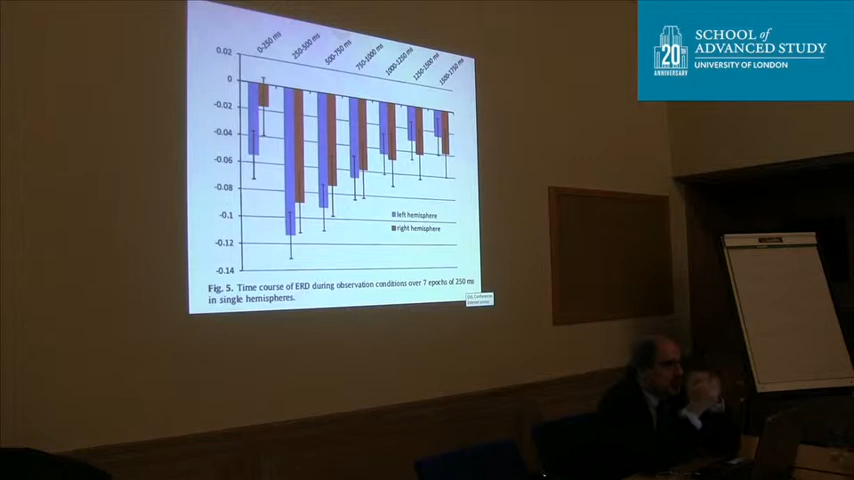 SCHOOL of
ADVANCED STUDY
UNIVERSITY OF LONDON
20
ANNIVERSARY
0-250 ms
250-500 ms
500-750 ms
750-1000 ms
1000-1250 ms
1250-1500 ms
1500-1750 ms
0.02
0
-0.02
-0.04
-0.06
-0.08
-0.1
-0.12
-0.14
left hemisphere
right hemisphere
Fig. 5. Time course of ERD during observation conditions over 7 epochs of 250 ms
in single hemispheres.